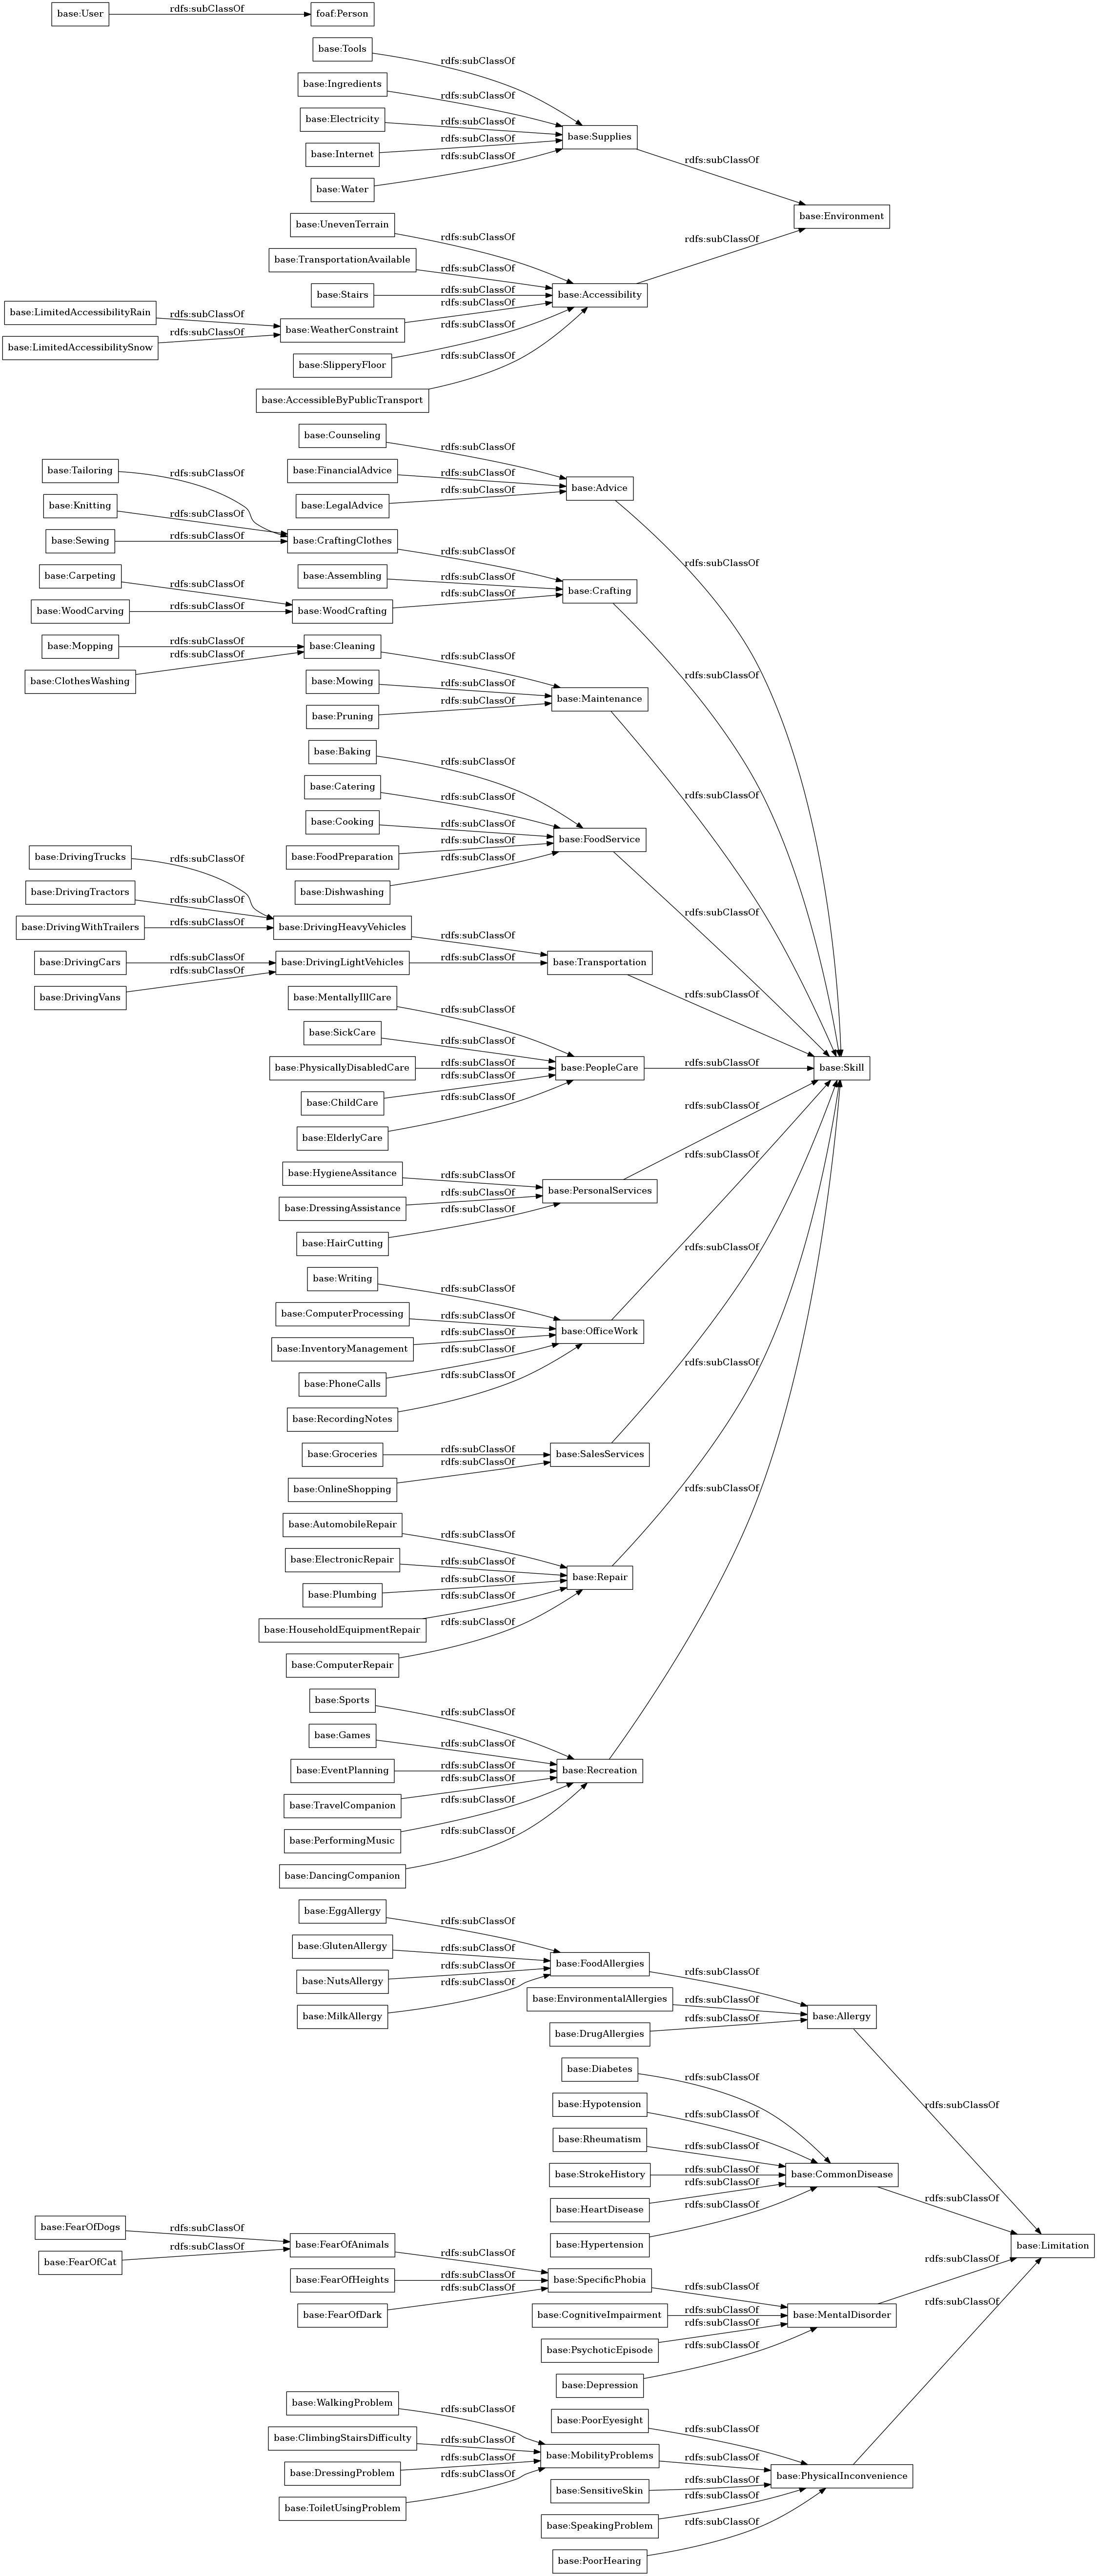 base:User
rdfs:subClassOf
foaf:Person
base:Tools
rdfs:subClassOf
base:Ingredients
rdfs:subClassOf
base:Electricity
rdfs:subClassOf
base:Supplies
base:Internet
rdfs:subClassOf
base:Water
rdfs:subClassOf
rdfs:subClassOf
base:Environment
base:UnevenTerrain
rdfs:subClassOf
rdfs:subClassOf
base:TransportationAvailable
rdfs:subClassOf
base:Stairs
rdfs:subClassOf
base:Accessibility
base:LimitedAccessibilityRain
rdfs:subClassOf
base:WeatherConstraint
rdfs:subClassOf
base:LimitedAccessibilitySnow
rdfs:subClassOf
base:SlipperyFloor
rdfs:subClassOf
base:AccessibleByPublicTransport
rdfs:subClassOf
base:Counseling
rdfs:subClassOf
base:FinancialAdvice
rdfs:subClassOf
base:Advice
base:LegalAdvice
rdfs:subClassOf
rdfs:subClassOf
base:Tailoring
rdfs:subClassOf
base:Knitting
rdfs:subClassOf
base:Sewing
rdfs:subClassOf
base:CraftingClothes
rdfs:subClassOf
base:Assembling
rdfs:subClassOf
base:Crafting
base:Carpeting
rdfs:subClassOf
base:WoodCarving
rdfs:subClassOf
base:WoodCrafting
rdfs:subClassOf
rdfs:subClassOf
base:Mopping
rdfs:subClassOf
base:Cleaning
rdfs:subClassOf
base:ClothesWashing
rdfs:subClassOf
base:Mowing
rdfs:subClassOf
base:Maintenance
base:Pruning
rdfs:subClassOf
rdfs:subClassOf
base:Baking
rdfs:subClassOf
base:Catering
rdfs:subClassOf
base:Cooking
rdfs:subClassOf
base:FoodService
base:FoodPreparation
rdfs:subClassOf
base:Dishwashing
rdfs:subClassOf
rdfs:subClassOf
base:DrivingTrucks
rdfs:subClassOf
base:DrivingTractors
rdfs:subClassOf
base:DrivingWithTrailers
rdfs:subClassOf
base:DrivingHeavyVehicles
rdfs:subClassOf
base:DrivingCars
rdfs:subClassOf
base:DrivingLightVehicles
rdfs:subClassOf
base:Transportation
base:DrivingVans
rdfs:subClassOf
rdfs:subClassOf
base:MentallyIllCare
rdfs:subClassOf
base:SickCare
rdfs:subClassOf
base:PhysicallyDisabledCare
rdfs:subClassOf
base:PeopleCare
rdfs:subClassOf
base:Skill
base:ChildCare
rdfs:subClassOf
base:ElderlyCare
rdfs:subClassOf
base:HygieneAssitance
rdfs:subClassOf
base:DressingAssistance
rdfs:subClassOf
base:PersonalServices
rdfs:subClassOf
base:HairCutting
rdfs:subClassOf
base:Writing
rdfs:subClassOf
base:ComputerProcessing
rdfs:subClassOf
base:OfficeWork
rdfs:subClassOf
base:InventoryManagement
rdfs:subClassOf
base:PhoneCalls
rdfs:subClassOf
base:RecordingNotes
rdfs:subClassOf
base:Groceries
rdfs:subClassOf
base:SalesServices
rdfs:subClassOf
base:OnlineShopping
rdfs:subClassOf
base:AutomobileRepair
rdfs:subClassOf
base:ElectronicRepair
rdfs:subClassOf
base:Repair
rdfs:subClassOf
base:Plumbing
rdfs:subClassOf
base:HouseholdEquipmentRepair
rdfs:subClassOf
base:ComputerRepair
rdfs:subClassOf
base:Sports
rdfs:subClassOf
base:Games
rdfs:subClassOf
base:EventPlanning
rdfs:subClassOf
base:Recreation
rdfs:subClassOf
base:TravelCompanion
rdfs:subClassOf
base:PerformingMusic
rdfs:subClassOf
base:DancingCompanion
rdfs:subClassOf
base:EggAllergy
rdfs:subClassOf
base:GlutenAllergy
rdfs:subClassOf
base:FoodAllergies
rdfs:subClassOf
base:NutsAllergy
rdfs:subClassOf
base:MilkAllergy
rdfs:subClassOf
base:EnvironmentalAllergies
rdfs:subClassOf
base:Allergy
base:DrugAllergies
rdfs:subClassOf
rdfs:subClassOf
base:Diabetes
rdfs:subClassOf
base:Hypotension
rdfs:subClassOf
base:Rheumatism
rdfs:subClassOf
base:StrokeHistory
rdfs:subClassOf
base:CommonDisease
rdfs:subClassOf
base:HeartDisease
rdfs:subClassOf
base:Hypertension
rdfs:subClassOf
base:Limitation
base:FearOfDogs
rdfs:subClassOf
base:FearOfAnimals
rdfs:subClassOf
base:FearOfCat
rdfs:subClassOf
base:FearOfHeights
rdfs:subClassOf
base:SpecificPhobia
rdfs:subClassOf
base:FearOfDark
rdfs:subClassOf
base:CognitiveImpairment
rdfs:subClassOf
base:MentalDisorder
rdfs:subClassOf
base:PsychoticEpisode
rdfs:subClassOf
base:Depression
rdfs:subClassOf
base:WalkingProblem
rdfs:subClassOf
base:PoorEyesight
rdfs:subClassOf
base:ClimbingStairsDifficulty
rdfs:subClassOf
base:MobilityProblems
rdfs:subClassOf
base:DressingProblem
rdfs:subClassOf
base:PhysicalInconvenience
rdfs:subClassOf
base:SensitiveSkin
rdfs:subClassOf
base:ToiletUsingProblem
rdfs:subClassOf
base:SpeakingProblem
rdfs:subClassOf
base:PoorHearing
rdfs:subClassOf